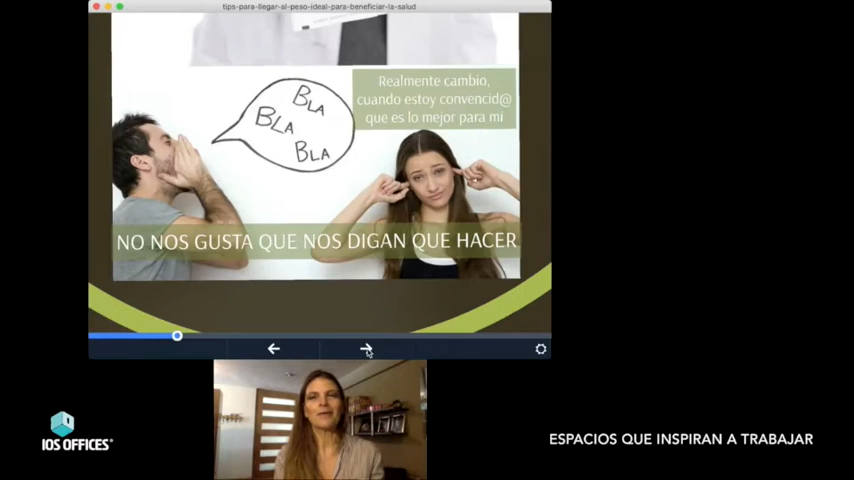 tips-para-llegar-al-peso-ideal-para-beneficiar-la-salud
Realmente cambio,
cuando estoy convencid@
que es lo mejor para mi
BLA
BLA
BLA
NO NOS GUSTA QUE NOS DIGAN QUE HACER
IOS OFFICES®
ESPACIOS QUE INSPIRAN A TRABAJAR